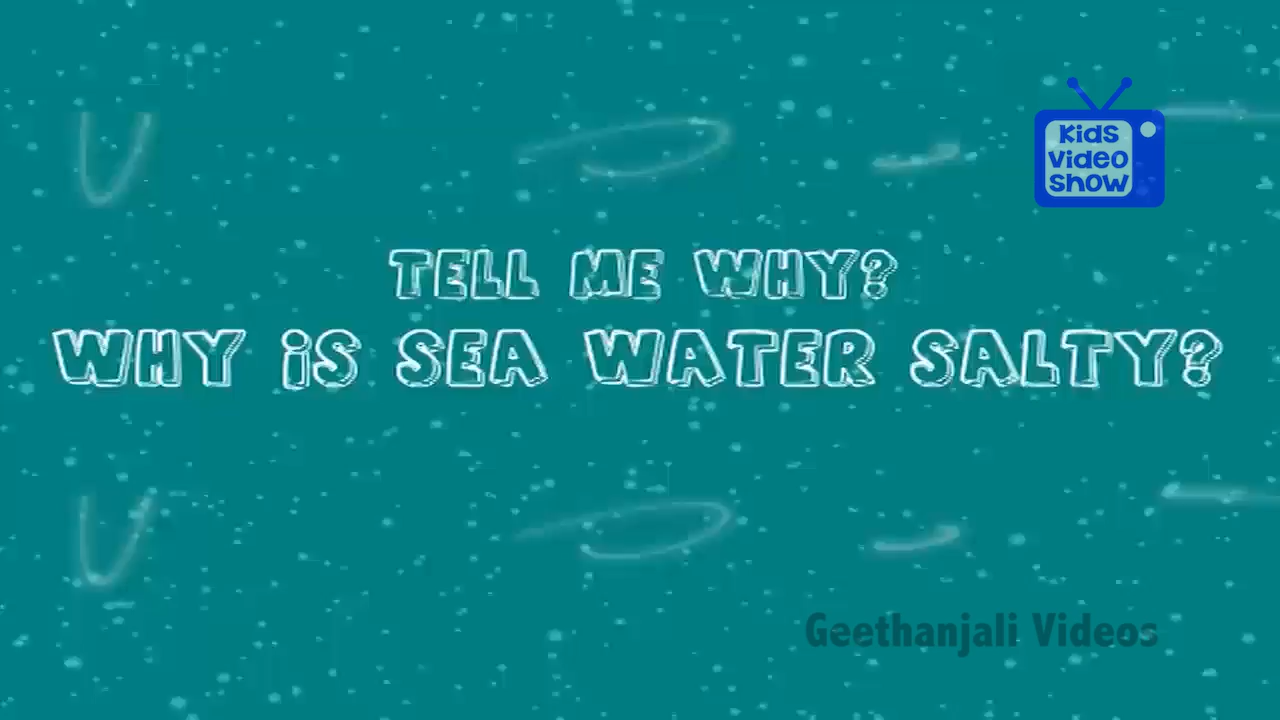 Kids
Video
Show
TELL ME WHY?
WHY iS SEA WATER SALTY?
Geethanjali Videos